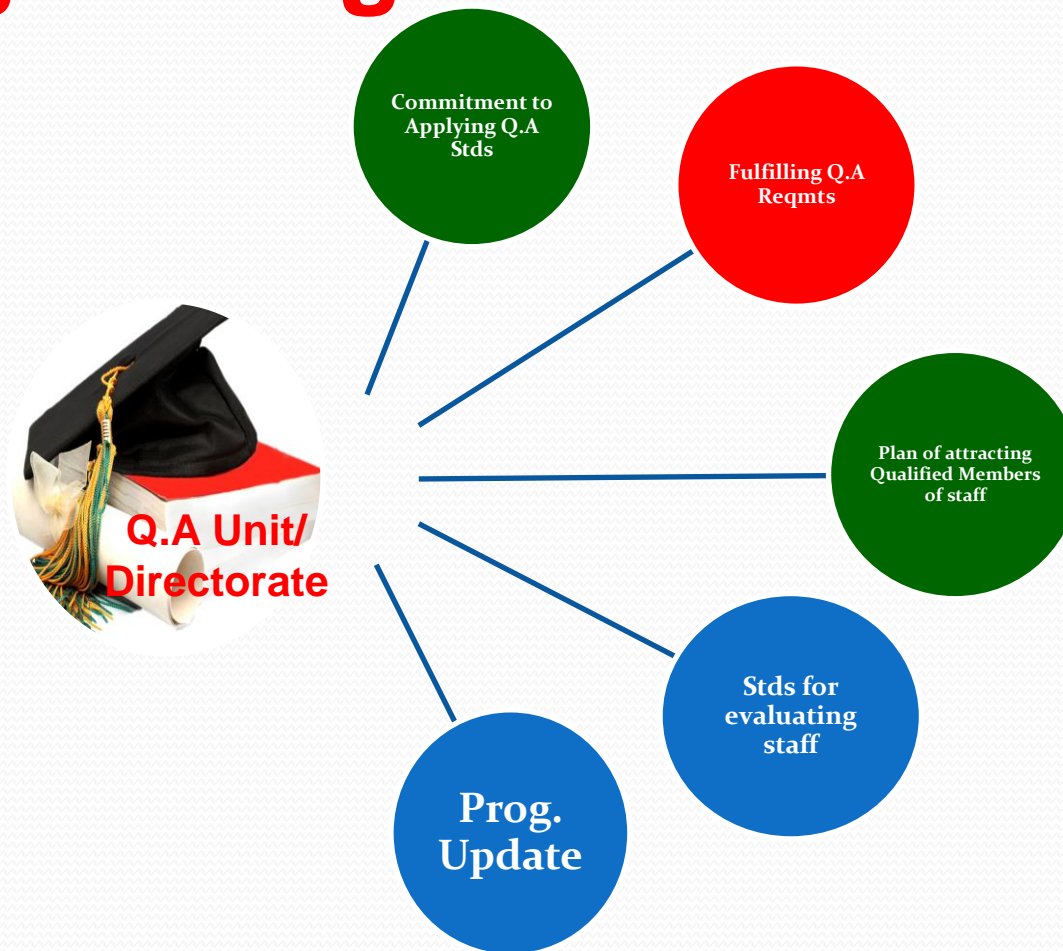 Commitment to
Applying Q.A
Stds
Fulfilling Q.A
Reqmts
Plan of attracting
Qualified Members
of staff
Q.A Unit/
Directorate
Stds for
evaluating
staff
Prog.
Update